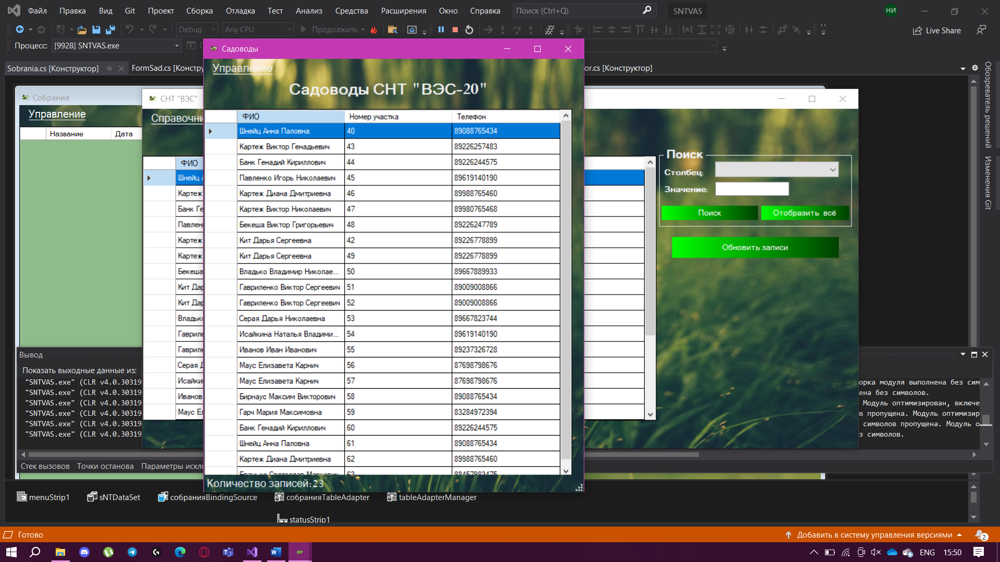 Файл Правка Вид Git Проект Сборка Отладка Тест Анализ Средства Расширения Окно Справка Поиск (Ctrl+Q) SNTVAS НИ
Debug Any CPU Продолжить Live Share
Процесс: [9928] SNTVAS.exe
Sobrania.cs [Конструктор] FormSad.cs [Констру or.cs [Конструктор]
Обозреватель решений
Изменения Git
Собрания
Управление
Название Дата
СНТ "ВЭС"
Справочни
ФИО
Шнейц
Картеж
Банк Ге
Павлен
Картеж
Картеж
Бекеша
Кит Дар
Кит Дар
Владько
Гавриле
Гавриле
Серая Д
Исайки
Иванов
Маус Ел
Садоводы
Управление
Садоводы СНТ "ВЭС-20"
ФИО Номер участка Телефон
Шнейц Анна Паловна 40 89088765434
Картеж Виктор Генадьевич 43 89226257483
Банк Генадий Кириллович 44 89226244575
Павленко Игорь Николаевич 45 89619140190
Картеж Диана Дмитриевна 46 89988765460
Картеж Виктор Николаевич 47 89980765468
Бекеша Виктор Григорьевич 48 89226247789
Кит Дарья Сергеевна 42 89226778899
Кит Дарья Сергеевна 49 89226778899
Владько Владимир Николае... 50 89667889933
Гавриленко Виктор Сергеевич 51 89009008866
Гавриленко Виктор Сергеевич 52 89009008866
Серая Дарья Николаевна 53 89667823744
Исайкина Наталья Владими... 54 89619140190
Иванов Иван Иванович 55 89237326728
Маус Елизавета Карнич 56 87698798676
Маус Елизавета Карнич 57 87698798676
Бирнаус Максим Викторович 58 89088765434
Гарч Мария Максимовна 59 83284972394
Банк Генадий Кириллович 60 89226244575
Шнейц Анна Паловна 61 89088765434
Картеж Диана Дмитриевна 62 89988765460
Количество записей:23
Поиск
Столбец:
Значение:
Поиск Отобразить всё
Обновить записи
Вывод
Показать выходные данные из:
"SNTVAS.exe" (CLR v4.0.30319 орка модуля выполнена без сим
"SNTVAS.exe" (CLR v4.0.30319 ена без символов.
"SNTVAS.exe" (CLR v4.0.30319 Модуль оптимизирован, включе
"SNTVAS.exe" (CLR v4.0.30319 в пропущена. Модуль оптимизир
"SNTVAS.exe" (CLR v4.0.30319 символов пропущена. Модуль о
"SNTVAS.exe" (CLR v4.0.30319 з символов.
Стек вызовов Точки останова Параметры искл
menuStrip1 sNTDataSet собранияBindingSource собранияTableAdapter tableAdapterManager
statusStrip1
Готово Добавить в систему управления версиями 2
ENG 15:50